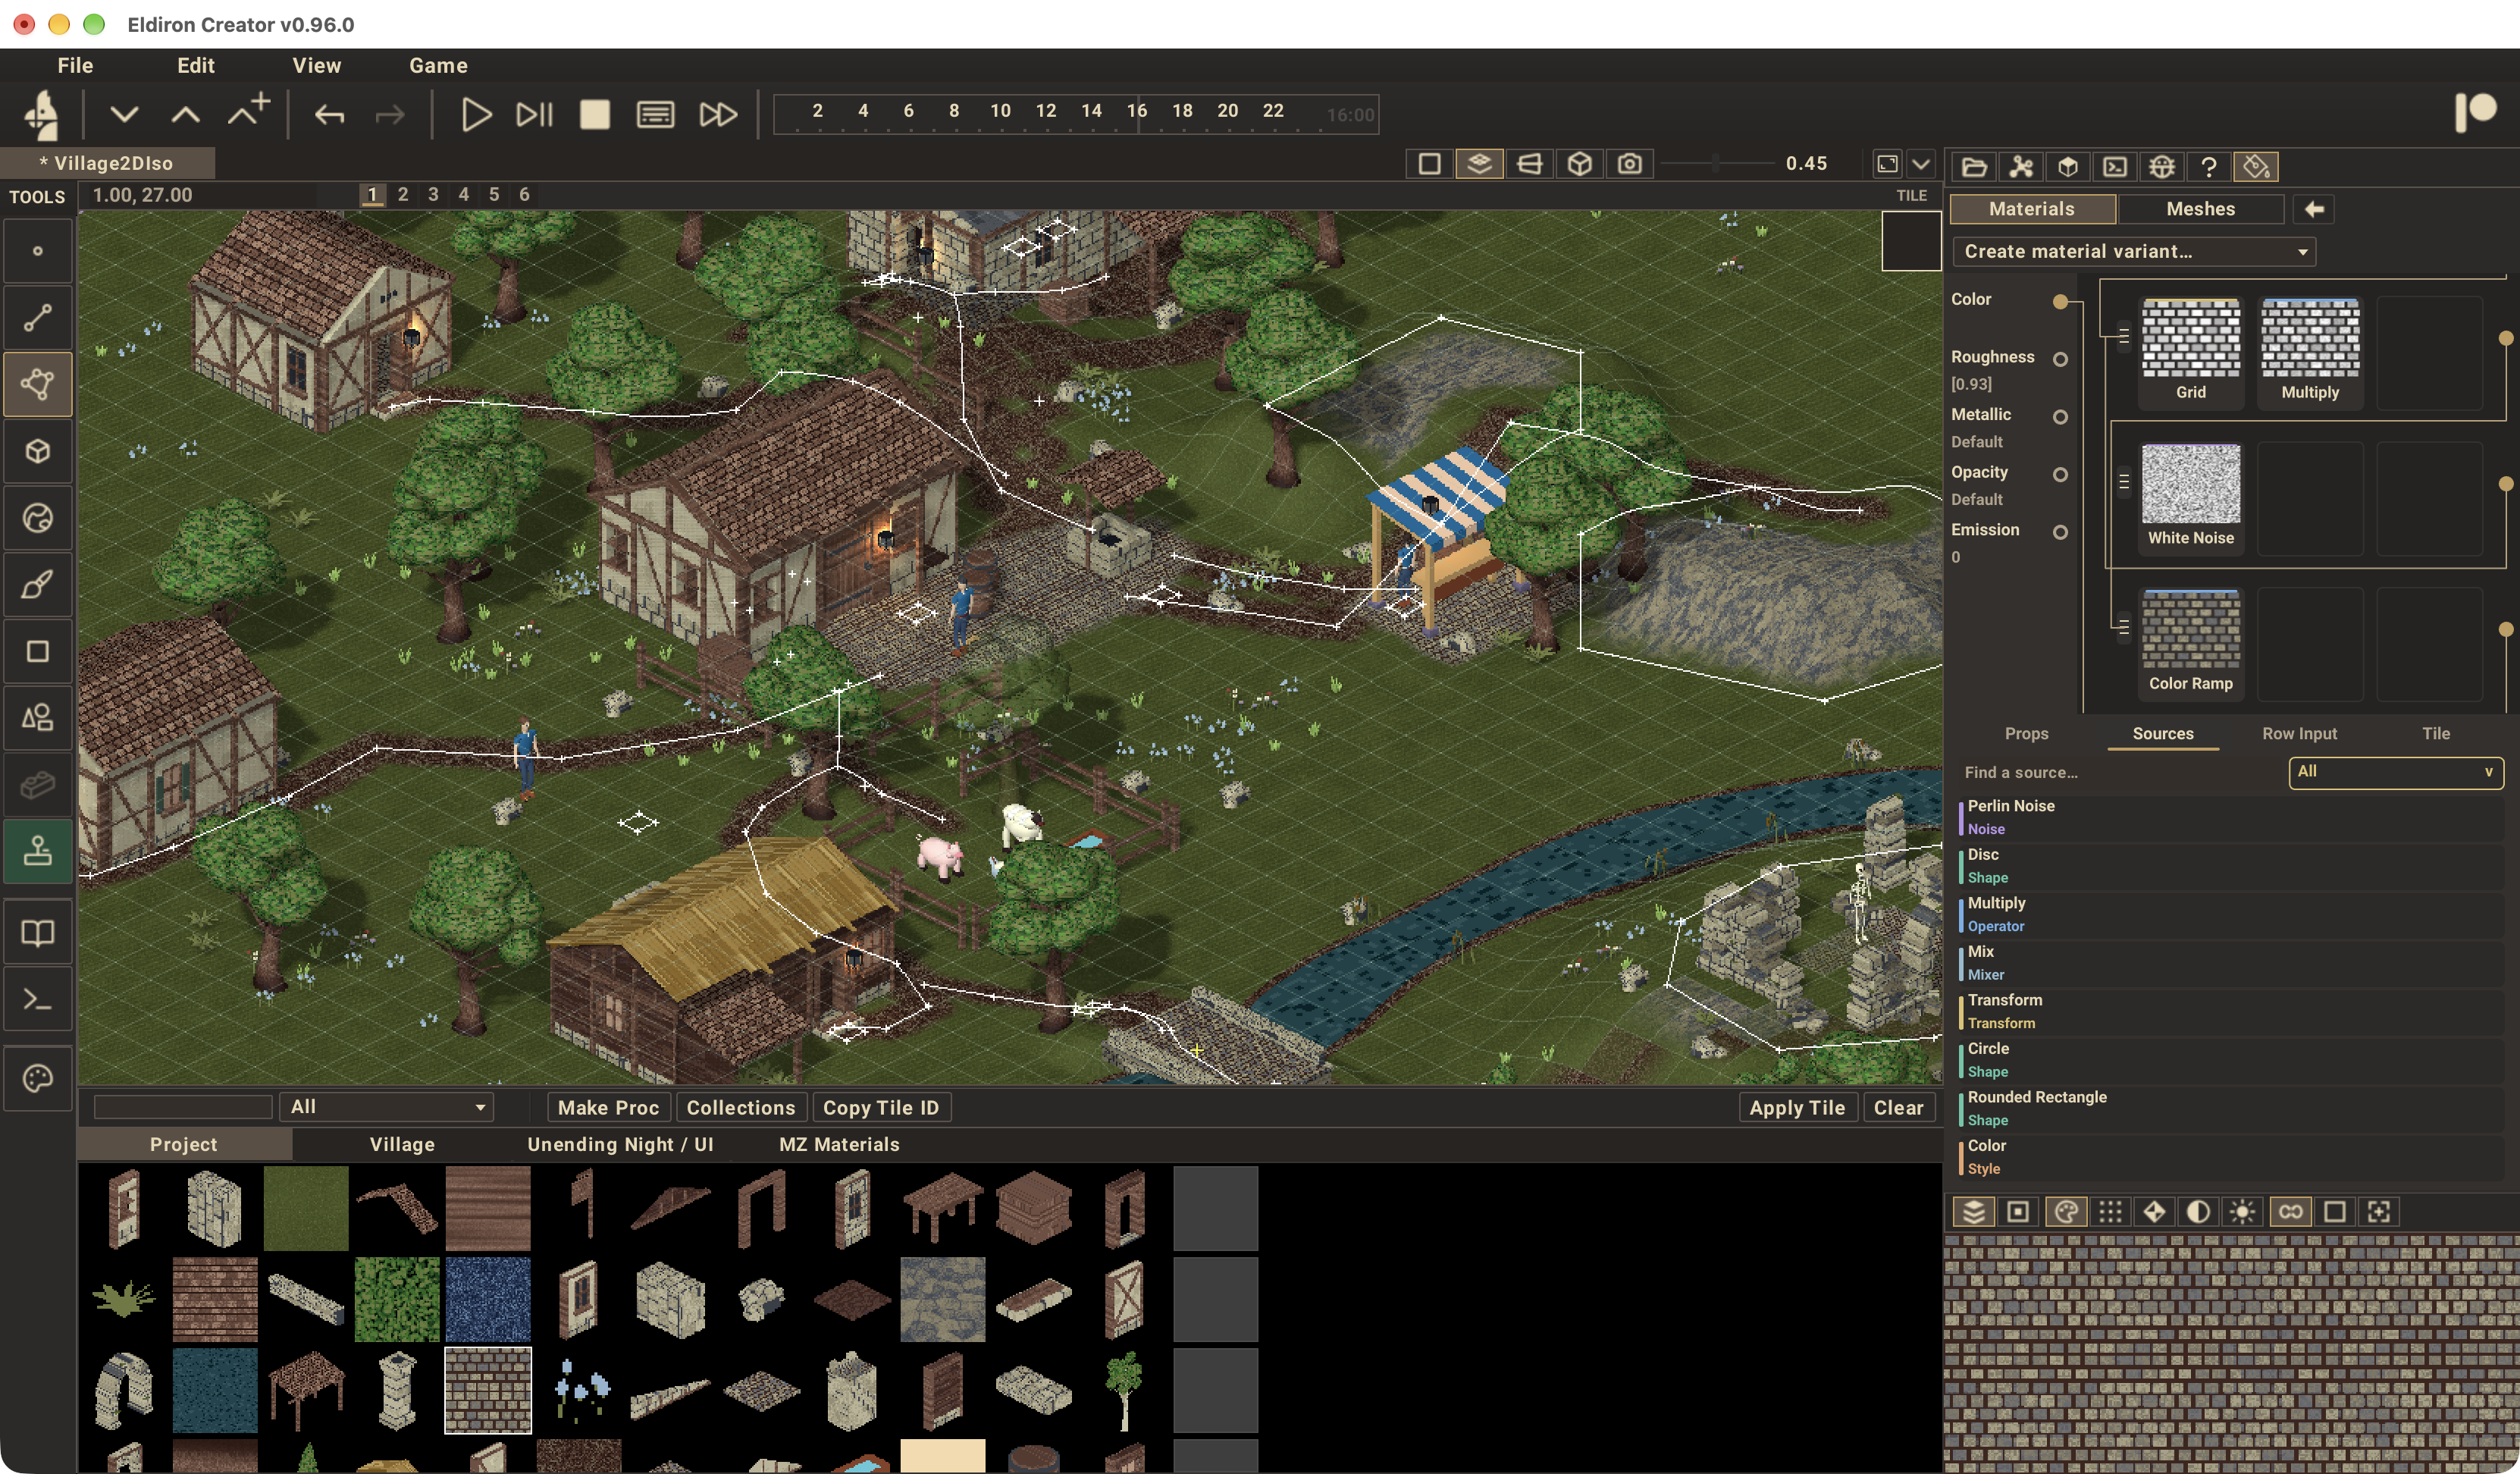 Eldiron Creator v0.96.0
File Edit View Game
2 4 6 8 10 12 14 16 18 20 22 16:00
* Village2DIso
0.45
TOOLS 1.00, 27.00 1 2 3 4 5 6 TILE
Materials Meshes
Create material variant...
Color
Roughness
[0.93]
Metallic
Default
Opacity
Default
Emission
0
Grid Multiply
White Noise
Color Ramp
Props Sources Row Input Tile
Find a source... All v
Perlin Noise
Noise
Disc
Shape
Multiply
Operator
Mix
Mixer
Transform
Transform
Circle
Shape
Rounded Rectangle
Shape
Color
Style
All Make Proc Collections Copy Tile ID Apply Tile Clear
Project Village Unending Night / UI MZ Materials